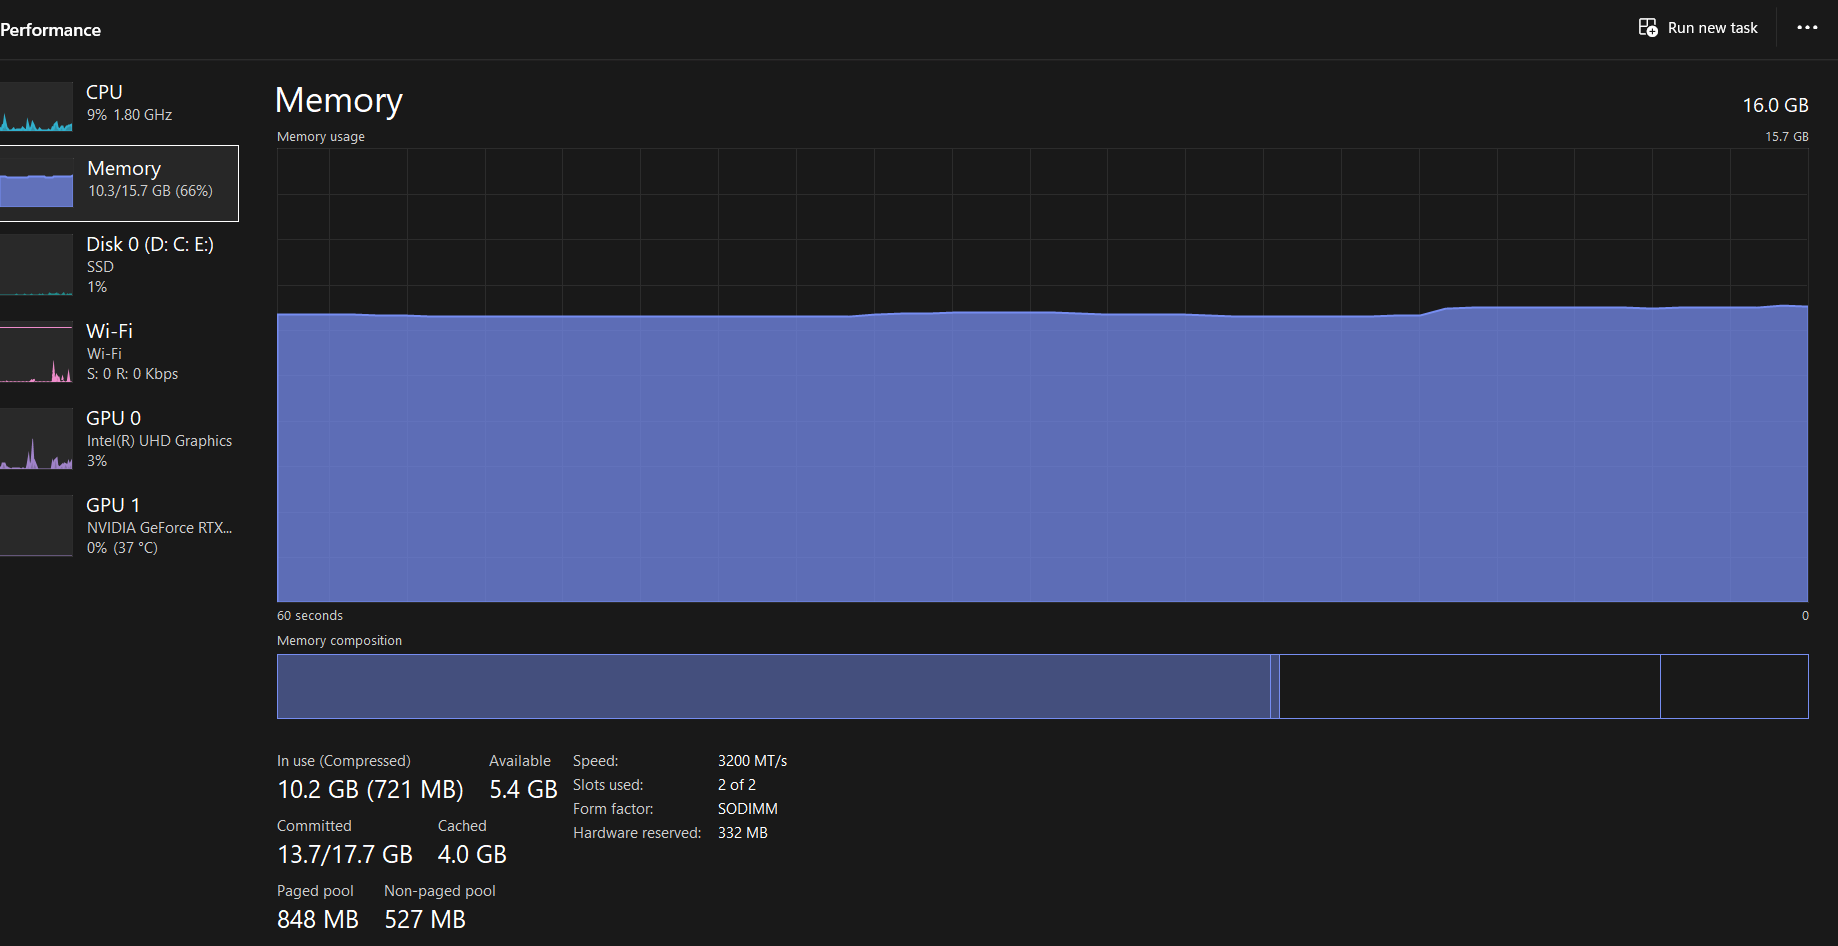 Performance
Run new task
CPU
9% 1.80 GHz
Memory
10.3/15.7 GB (66%)
Disk 0 (D: C: E:)
SSD
1%
Wi-Fi
Wi-Fi
S: 0 R: 0 Kbps
GPU 0
Intel(R) UHD Graphics
3%
GPU 1
NVIDIA GeForce RTX...
0% (37 °C)
Memory
16.0 GB
Memory usage
15.7 GB
60 seconds
0
Memory composition
In use (Compressed)
10.2 GB (721 MB)
Available
5.4 GB
Committed
13.7/17.7 GB
Cached
4.0 GB
Paged pool
848 MB
Non-paged pool
527 MB
Speed: 3200 MT/s
Slots used: 2 of 2
Form factor: SODIMM
Hardware reserved: 332 MB